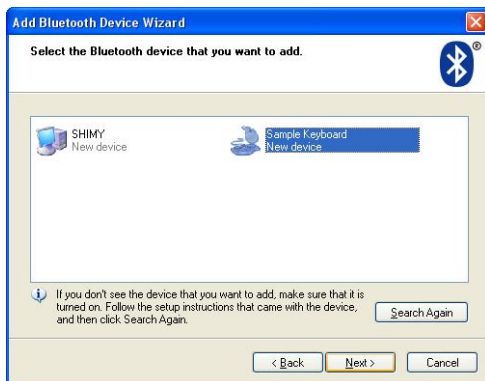 Add Bluetooth Device Wizard
Select the Bluetooth device that you want to add.
®
SHIMY
New device
Sample Keyboard
New device
If you don't see the device that you want to add, make sure that it is
turned on. Follow the setup instructions that came with the device,
and then click Search Again.
Search Again
< Back
Next >
Cancel